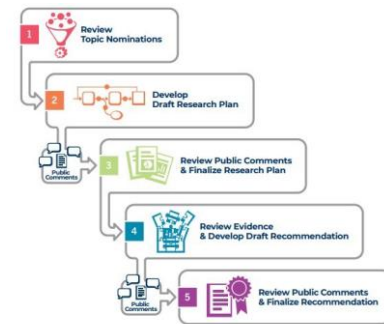 1
Review
Topic Nominations
2
Develop
Draft Research Plan
Public
Comments
3
Review Public Comments
& Finalize Research Plan
4
Review Evidence
& Develop Draft Recommendation
Public
Comments
5
Review Public Comments
& Finalize Recommendation